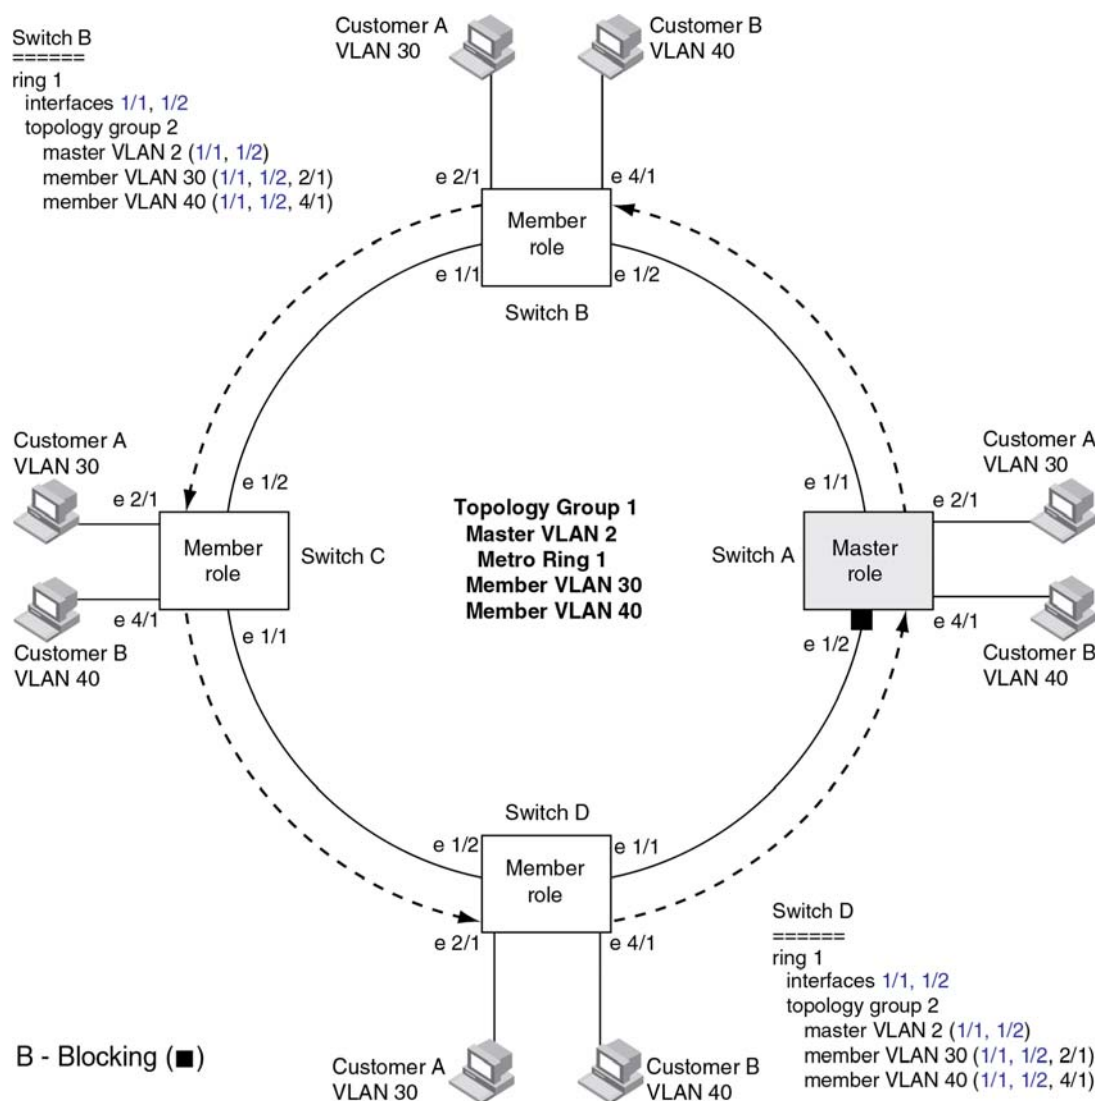 Switch B
======
ring 1
interfaces 1/1, 1/2
topology group 2
master VLAN 2 (1/1, 1/2)
member VLAN 30 (1/1, 1/2, 2/1)
member VLAN 40 (1/1, 1/2, 4/1)
Customer A
VLAN 30
Customer B
VLAN 40
e 2/1
e 4/1
Member
role
e 1/1
e 1/2
Switch B
Customer A
VLAN 30
e 2/1
e 1/2
Member
role
Switch C
e 4/1
e 1/1
Customer B
VLAN 40
Topology Group 1
Master VLAN 2
Metro Ring 1
Member VLAN 30
Member VLAN 40
Customer A
VLAN 30
e 1/1
e 2/1
Switch A
Master
role
e 1/2
e 4/1
Customer B
VLAN 40
Switch D
e 1/2
e 1/1
Member
role
e 2/1
e 4/1
Customer A
VLAN 30
Customer B
VLAN 40
Switch D
======
ring 1
interfaces 1/1, 1/2
topology group 2
master VLAN 2 (1/1, 1/2)
member VLAN 30 (1/1, 1/2, 2/1)
member VLAN 40 (1/1, 1/2, 4/1)
B - Blocking (■)